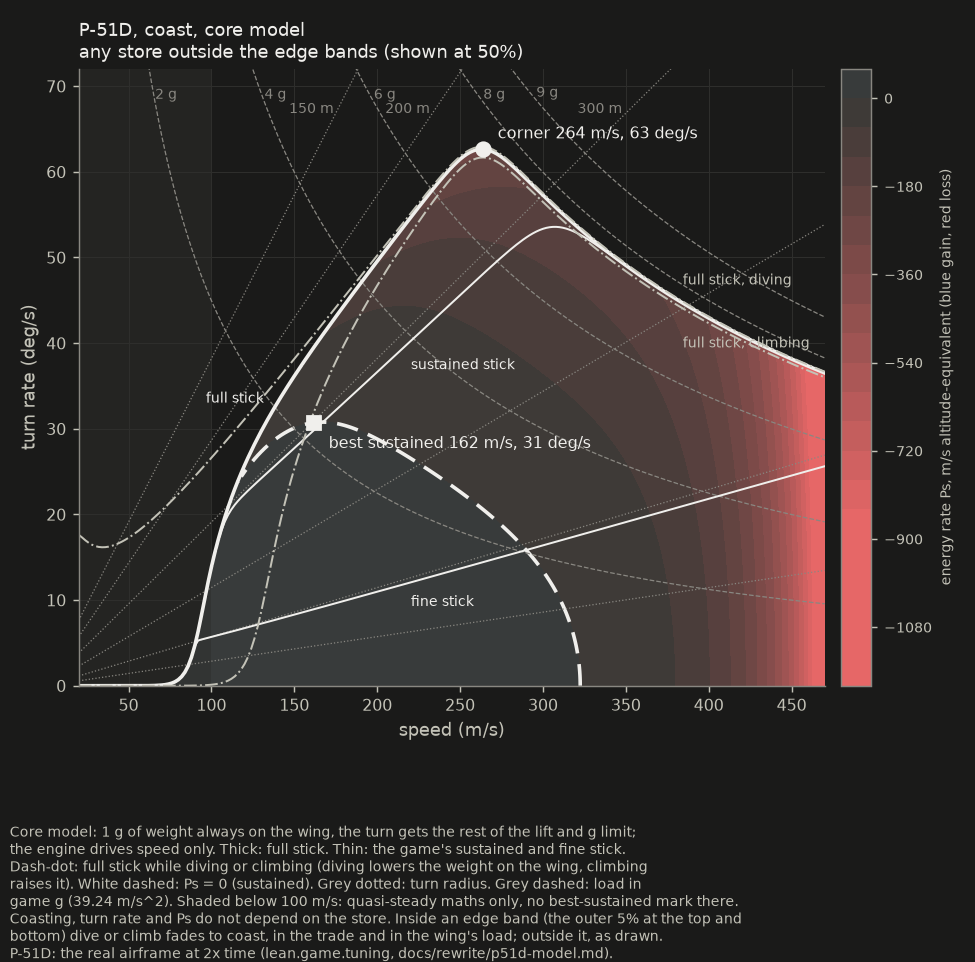 P-51D, coast, core model
any store outside the edge bands (shown at 50%)
70
60
50
40
30
20
10
0
turn rate (deg/s)
2 g
4 g
6 g
8 g
9 g
150 m
200 m
300 m
corner 264 m/s, 63 deg/s
full stick, diving
full stick, climbing
sustained stick
full stick
best sustained 162 m/s, 31 deg/s
fine stick
50
100
150
200
250
300
350
400
450
speed (m/s)
0
−180
−360
−540
−720
−900
−1080
energy rate Ps, m/s altitude-equivalent (blue gain, red loss)
Core model: 1 g of weight always on the wing, the turn gets the rest of the lift and g limit;
the engine drives speed only. Thick: full stick. Thin: the game's sustained and fine stick.
Dash-dot: full stick while diving or climbing (diving lowers the weight on the wing, climbing
raises it). White dashed: Ps = 0 (sustained). Grey dotted: turn radius. Grey dashed: load in
game g (39.24 m/s^2). Shaded below 100 m/s: quasi-steady maths only, no best-sustained mark there.
Coasting, turn rate and Ps do not depend on the store. Inside an edge band (the outer 5% at the top and
bottom) dive or climb fades to coast, in the trade and in the wing's load; outside it, as drawn.
P-51D: the real airframe at 2x time (lean.game.tuning, docs/rewrite/p51d-model.md).